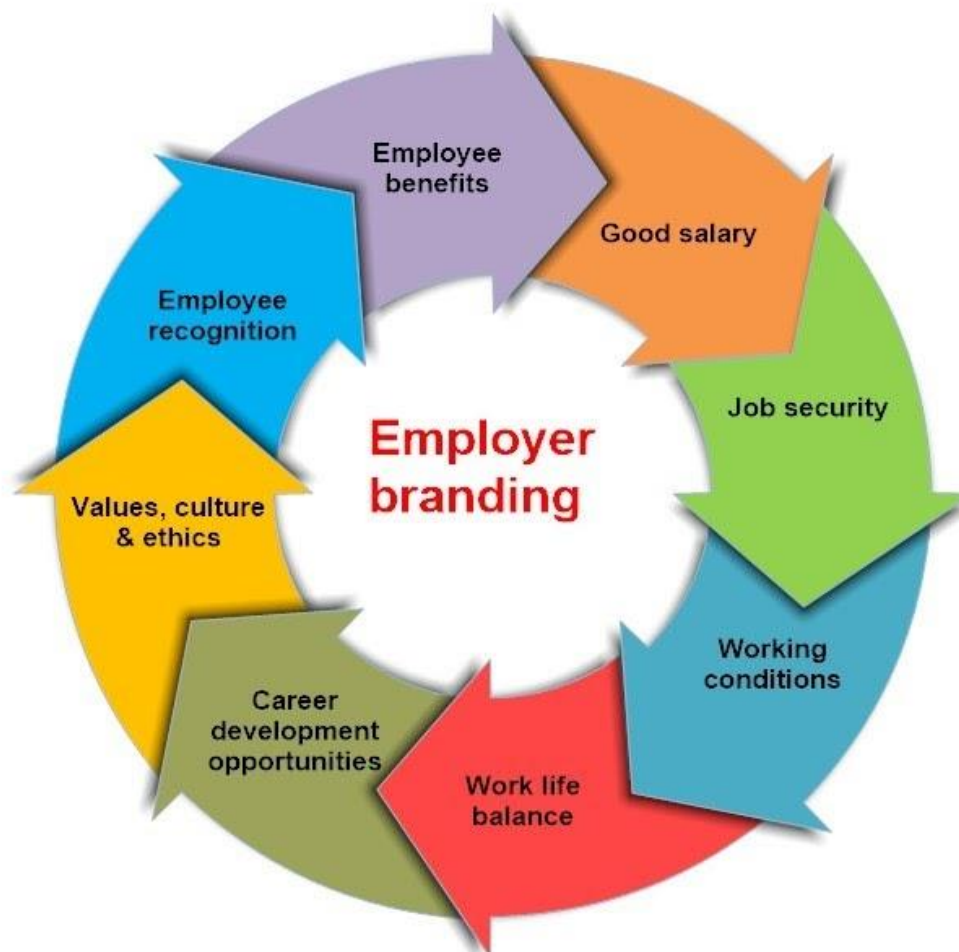 Employee
benefits
Good salary
Job security
Working
conditions
Work life
balance
Career
development
opportunities
Values, culture
& ethics
Employee
recognition
Employer
branding